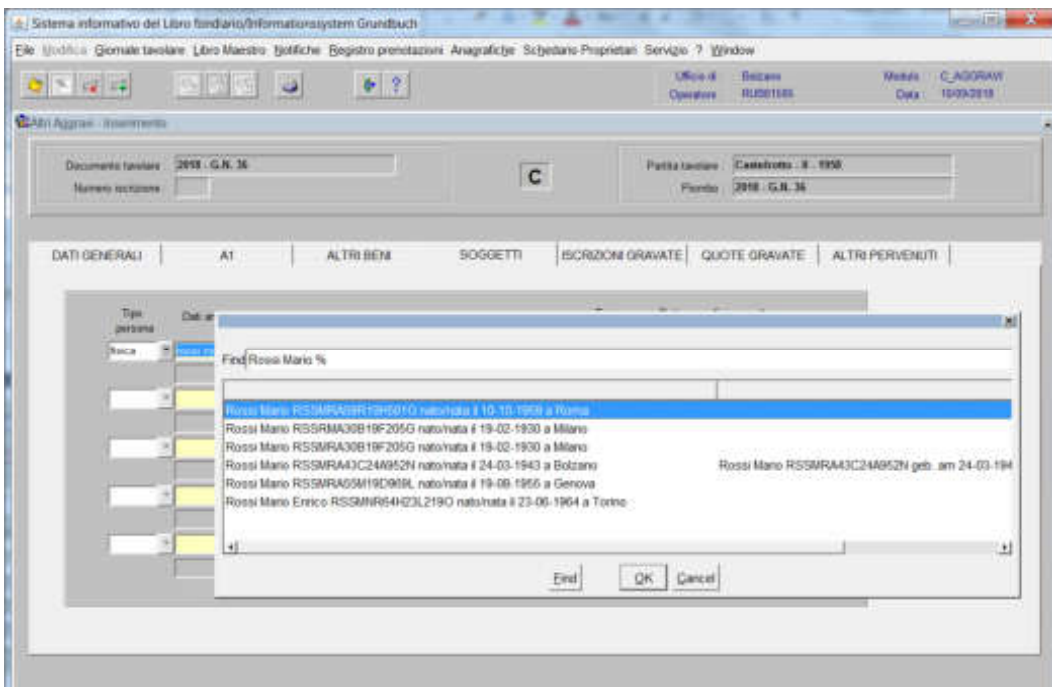 Sistema informativo del Libro fondiario/Informationssystem Grundbuch
File Modifica Giornale tavolare Libro Maestro Notifiche Registro prenotazioni Anagrafiche Schedario Proprietari Servizio ? Window
Ufficio di Bolzano Modulo C_AGGRAVI
Operatore Data 10/09/2018
Altri Aggravi - Inserimento
Documento tavolare 2018 - G.N. 36 C Partita tavolare Castelrotto - II - 1950
Numero iscrizione Piombo 2018 - G.N. 36
DATI GENERALI A1 ALTRI BENI SOGGETTI ISCRIZIONI GRAVATE QUOTE GRAVATE ALTRI PERVENUTI
Tipo persona Dati
fisica
Find Rossi Mario %
Rossi Mario nato/nata il 10-10-1959 a Roma
Rossi Mario RSSRMA30B19F205G nato/nata il 19-02-1930 a Milano
Rossi Mario RSSMRA30B19F205G nato/nata il 19-02-1930 a Milano
Rossi Mario RSSMRA43C24A952N nato/nata il 24-03-1943 a Bolzano Rossi Mario RSSMRA43C24A952N geb. am 24-03-194
Rossi Mario nato/nata il a Genova
Rossi Mario Enrico RSSMNR64H23L219O nato/nata il 23-06-1964 a Torino
Find OK Cancel